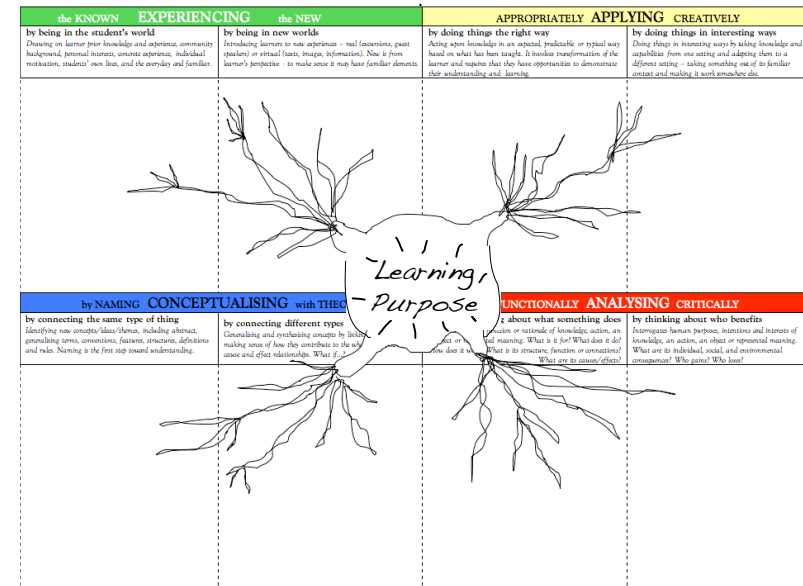 the KNOWN EXPERIENCING the NEW
by being in the student's world
Drawing on learner prior knowledge and experience, community
background, personal interests, concrete experience, individual
motivation, students' own lives, and the everyday and familiar.
by being in new worlds
Introducing learners to new experiences – real (excursions, guest
speakers) or virtual (texts, images, information). New is from
learner's perspective - to make sense it may have familiar elements
APPROPRIATELY APPLYING CREATIVELY
by doing things the right way
Acting upon knowledge in an expected, predictable or typical way
based on what has been taught. It involves transformation of the
learner and requires that they have opportunities to demonstrate
their understanding and learning.
by doing things in interesting ways
Doing things in interesting ways by taking knowledge and
capabilities from one setting and adapting them to a
different setting – taking something out of its familiar
context and making it work somewhere else.
Learning
Purpose
by NAMING CONCEPTUALISING with THEO
by connecting the same type of thing
Identifying new concepts/ideas/themes, including abstract,
generalising terms, conventions, features, structures, definitions
and rules. Naming is the first step toward understanding.
by connecting different types
Generalising and synthesising concepts by linking
making sense of how they contribute to the wh
cause and effect relationships. What if...?
UNCTIONALLY ANALYSING CRITICALLY
about what something does
function or rationale of knowledge, action, an
meaning. What is it for? What does it do?
How does it What is its structure, function or connections?
What are its causes/effects?
by thinking about who benefits
Interrogates human purposes, intentions and interests of
knowledge, an action, an object or represented meaning.
What are its individual, social, and environmental
consequences? Who gains? Who loses?